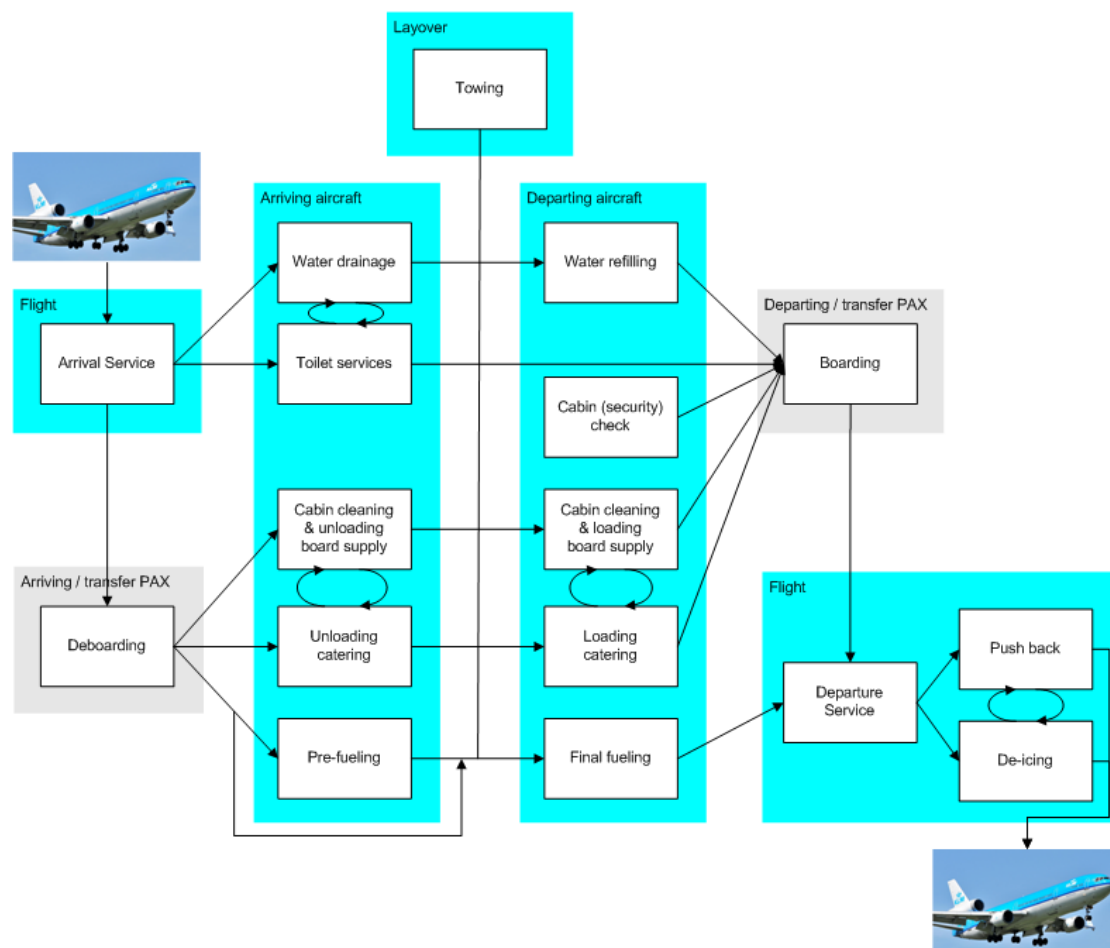 Layover
Towing
Arriving aircraft
Departing aircraft
Water drainage
Water refilling
Flight
Departing / transfer PAX
Arrival Service
Toilet services
Boarding
Cabin (security)
check
Cabin cleaning
& unloading
board supply
Cabin cleaning
& loading
board supply
Arriving / transfer PAX
Flight
Deboarding
Unloading
catering
Loading
catering
Push back
Departure
Service
Pre-fueling
Final fueling
De-icing